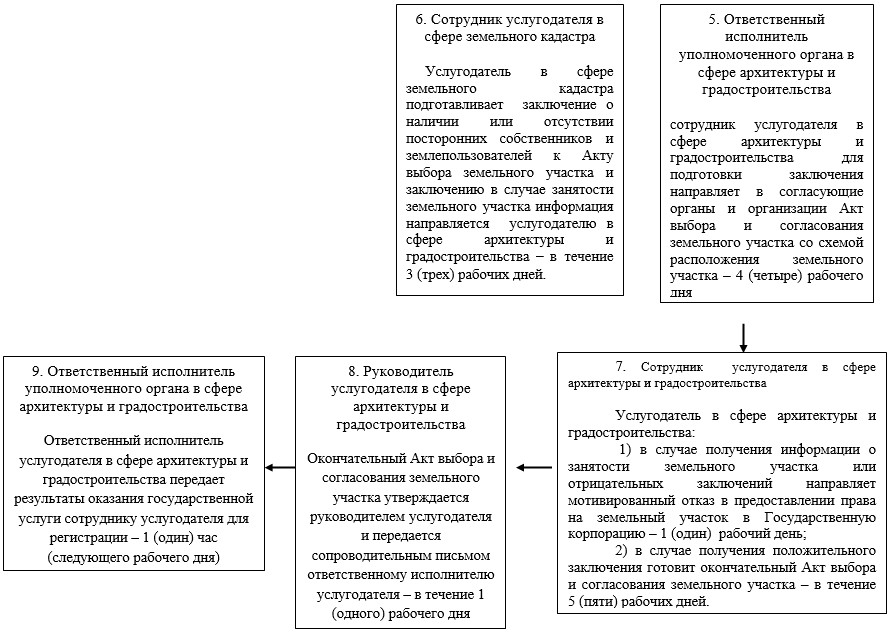 6. Сотрудник услугодателя в
сфере земельного кадастра
Услугодатель в сфере
земельного кадастра
подготавливает заключение о
наличии или отсутствии
посторонних собственников и
землепользователей к Акту
выбора земельного участка и
заключению в случае занятости
земельного участка информация
направляется услугодателю в
сфере архитектуры и
градостроительства – в течение
3 (трех) рабочих дней.
5. Ответственный
исполнитель
уполномоченного органа в
сфере архитектуры и
градостроительства
сотрудник услугодателя в
сфере архитектуры и
градостроительства для
подготовки заключения
направляет в согласующие
органы и организации Акт
выбора и согласования
земельного участка со схемой
расположения земельного
участка – 4 (четыре) рабочего
дня
9. Ответственный исполнитель
уполномоченного органа в сфере
архитектуры и градостроительства
Ответственный исполнитель
услугодателя в сфере архитектуры и
градостроительства передает
результаты оказания государственной
услуги сотруднику услугодателя для
регистрации – 1 (один) час
(следующего рабочего дня)
8. Руководитель
услугодателя в сфере
архитектуры и
градостроительства
Окончательный Акт выбора и
согласования земельного
участка утверждается
руководителем услугодателя
и передается
сопроводительным письмом
ответственному исполнителю
услугодателя – в течение 1
(одного) рабочего дня
7. Сотрудник услугодателя в сфере
архитектуры и градостроительства
Услугодатель в сфере архитектуры и
градостроительства:
1) в случае получения информации о
занятости земельного участка или
отрицательных заключений направляет
мотивированный отказ в предоставлении права
на земельный участок в Государственную
корпорацию – 1 (один) рабочий день;
2) в случае получения положительного
заключения готовит окончательный Акт выбора
и согласования земельного участка – в течение
5 (пяти) рабочих дней.